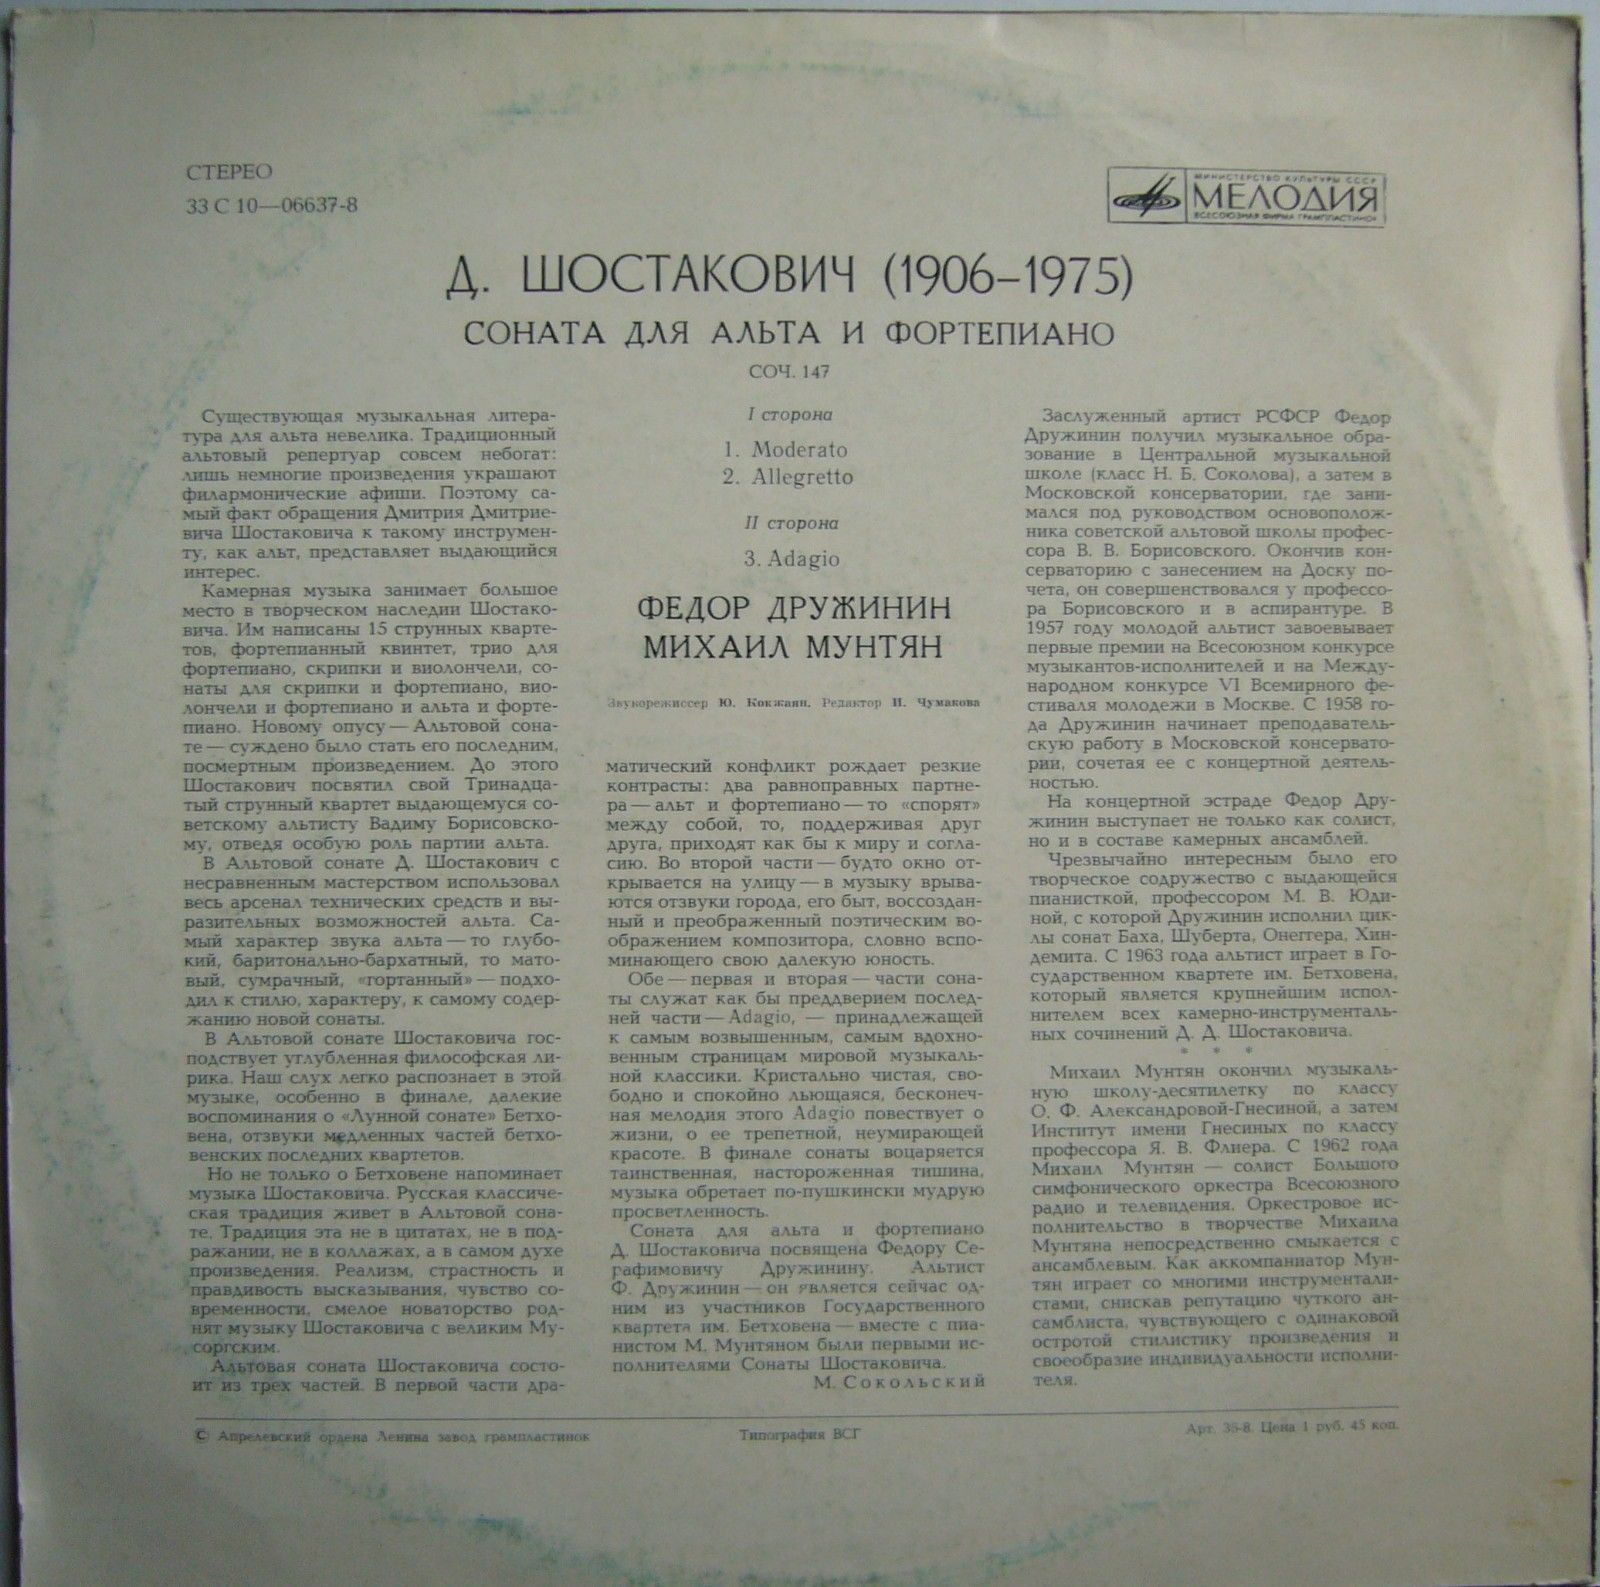 СТЕРЕО
33 С 10—06637-8
МИНИСТЕРСТВО КУЛЬТУРЫ СССР
МЕЛОДИЯ
ВСЕСОЮЗНАЯ ФИРМА ГРАМПЛАСТИНОК
Д. ШОСТАКОВИЧ (1906–1975)
СОНАТА ДЛЯ АЛЬТА И ФОРТЕПИАНО
СОЧ. 147
Существующая музыкальная литера-
тура для альта невелика. Традиционный
альтовый репертуар совсем небогат:
лишь немногие произведения украшают
филармонические афиши. Поэтому са-
мый факт обращения Дмитрия Дмитрие-
вича Шостаковича к такому инструмен-
ту, как альт, представляет выдающийся
интерес.
Камерная музыка занимает большое
место в творческом наследии Шостако-
вича. Им написаны 15 струнных кварте-
тов, фортепианный квинтет, трио для
фортепиано, скрипки и виолончели, со-
наты для скрипки и фортепиано, вио-
лончели и фортепиано и альта и форте-
пиано. Новому опусу — Альтовой сона-
те — суждено было стать его последним,
посмертным произведением. До этого
Шостакович посвятил свой Тринадца-
тый струнный квартет выдающемуся со-
ветскому альтисту Вадиму Борисовско-
му, отведя особую роль партии альта.
В Альтовой сонате Д. Шостакович с
несравненным мастерством использовал
весь арсенал технических средств и вы-
разительных возможностей альта. Са-
мый характер звука альта — то глубо-
кий, баритонально-бархатный, то мато-
вый, сумрачный, «гортанный» — подхо-
дил к стилю, характеру, к самому содер-
жанию новой сонаты.
В Альтовой сонате Шостаковича гос-
подствует углубленная философская ли-
рика. Наш слух легко распознает в этой
музыке, особенно в финале, далекие
воспоминания о «Лунной сонате» Бетхо-
вена, отзвуки медленных частей бетхо-
венских последних квартетов.
Но не только о Бетховене напоминает
музыка Шостаковича. Русская классиче-
ская традиция живет в Альтовой сона-
те. Традиция эта не в цитатах, не в под-
ражании, не в коллажах, а в самом духе
произведения. Реализм, страстность и
правдивость высказывания, чувство со-
временности, смелое новаторство род-
нят музыку Шостаковича с великим Му-
соргским.
Альтовая соната Шостаковича состо-
ит из трех частей. В первой части дра-
I сторона
1. Moderato
2. Allegretto
II сторона
3. Adagio
ФЕДОР ДРУЖИНИН
МИХАИЛ МУНТЯН
Звукорежиссер Ю. Кокжаян. Редактор И. Чумакова
матический конфликт рождает резкие
контрасты: два равноправных партне-
ра — альт и фортепиано — то «спорят»
между собой, то, поддерживая друг
друга, приходят как бы к миру и согла-
сию. Во второй части — будто окно от-
крывается на улицу — в музыку врыва-
ются отзвуки города, его быт, воссоздан-
ный и преображенный поэтическим во-
ображением композитора, словно вспо-
минающего свою далекую юность.
Обе — первая и вторая — части сона-
ты служат как бы преддверием послед-
ней части — Adagio, — принадлежащей
к самым возвышенным, самым вдохно-
венным страницам мировой музыкаль-
ной классики. Кристально чистая, сво-
бодно и спокойно льющаяся, бесконеч-
ная мелодия этого Adagio повествует о
жизни, о ее трепетной, неумирающей
красоте. В финале сонаты воцаряется
таинственная, настороженная тишина,
музыка обретает по-пушкински мудрую
просветленность.
Соната для альта и фортепиано
Д. Шостаковича посвящена Федору Се-
рафимовичу Дружинину. Альтист
Ф. Дружинин — он является сейчас од-
ним из участников Государственного
квартета им. Бетховена — вместе с пиа-
нистом М. Мунтяном были первыми ис-
полнителями Сонаты Шостаковича.
М. Сокольский
Заслуженный артист РСФСР Федор
Дружинин получил музыкальное обра-
зование в Центральной музыкальной
школе (класс Н. Б. Соколова), а затем в
Московской консерватории, где зани-
мался под руководством основополож-
ника советской альтовой школы профес-
сора В. В. Борисовского. Окончив кон-
серваторию с занесением на Доску по-
чета, он совершенствовался у профессо-
ра Борисовского и в аспирантуре. В
1957 году молодой альтист завоевывает
первые премии на Всесоюзном конкурсе
музыкантов-исполнителей и на Между-
народном конкурсе VI Всемирного фе-
стиваля молодежи в Москве. С 1958 го-
да Дружинин начинает преподаватель-
скую работу в Московской консервато-
рии, сочетая ее с концертной деятель-
ностью.
На концертной эстраде Федор Дру-
жинин выступает не только как солист,
но и в составе камерных ансамблей.
Чрезвычайно интересным было его
творческое содружество с выдающейся
пианисткой, профессором М. В. Юди-
ной, с которой Дружинин исполнил цик-
лы сонат Баха, Шуберта, Онеггера, Хин-
демита. С 1963 года альтист играет в Го-
сударственном квартете им. Бетховена,
который является крупнейшим испол-
нителем всех камерно-инструменталь-
ных сочинений Д. Д. Шостаковича.
* * *
Михаил Мунтян окончил музыкаль-
ную школу-десятилетку по классу
О. Ф. Александровой-Гнесиной, а затем
Институт имени Гнесиных по классу
профессора Я. В. Флиера. С 1962 года
Михаил Мунтян — солист Большого
симфонического оркестра Всесоюзного
радио и телевидения. Оркестровое ис-
полнительство в творчестве Михаила
Мунтяна непосредственно смыкается с
ансамблевым. Как аккомпаниатор Мун-
тян играет со многими инструментали-
стами, снискав репутацию чуткого ан-
самблиста, чувствующего с одинаковой
остротой стилистику произведения и
своеобразие индивидуальности исполни-
теля.
© Апрелевский ордена Ленина завод грампластинок
Типография ВСГ
Арт. 35-8. Цена 1 руб. 45 коп.